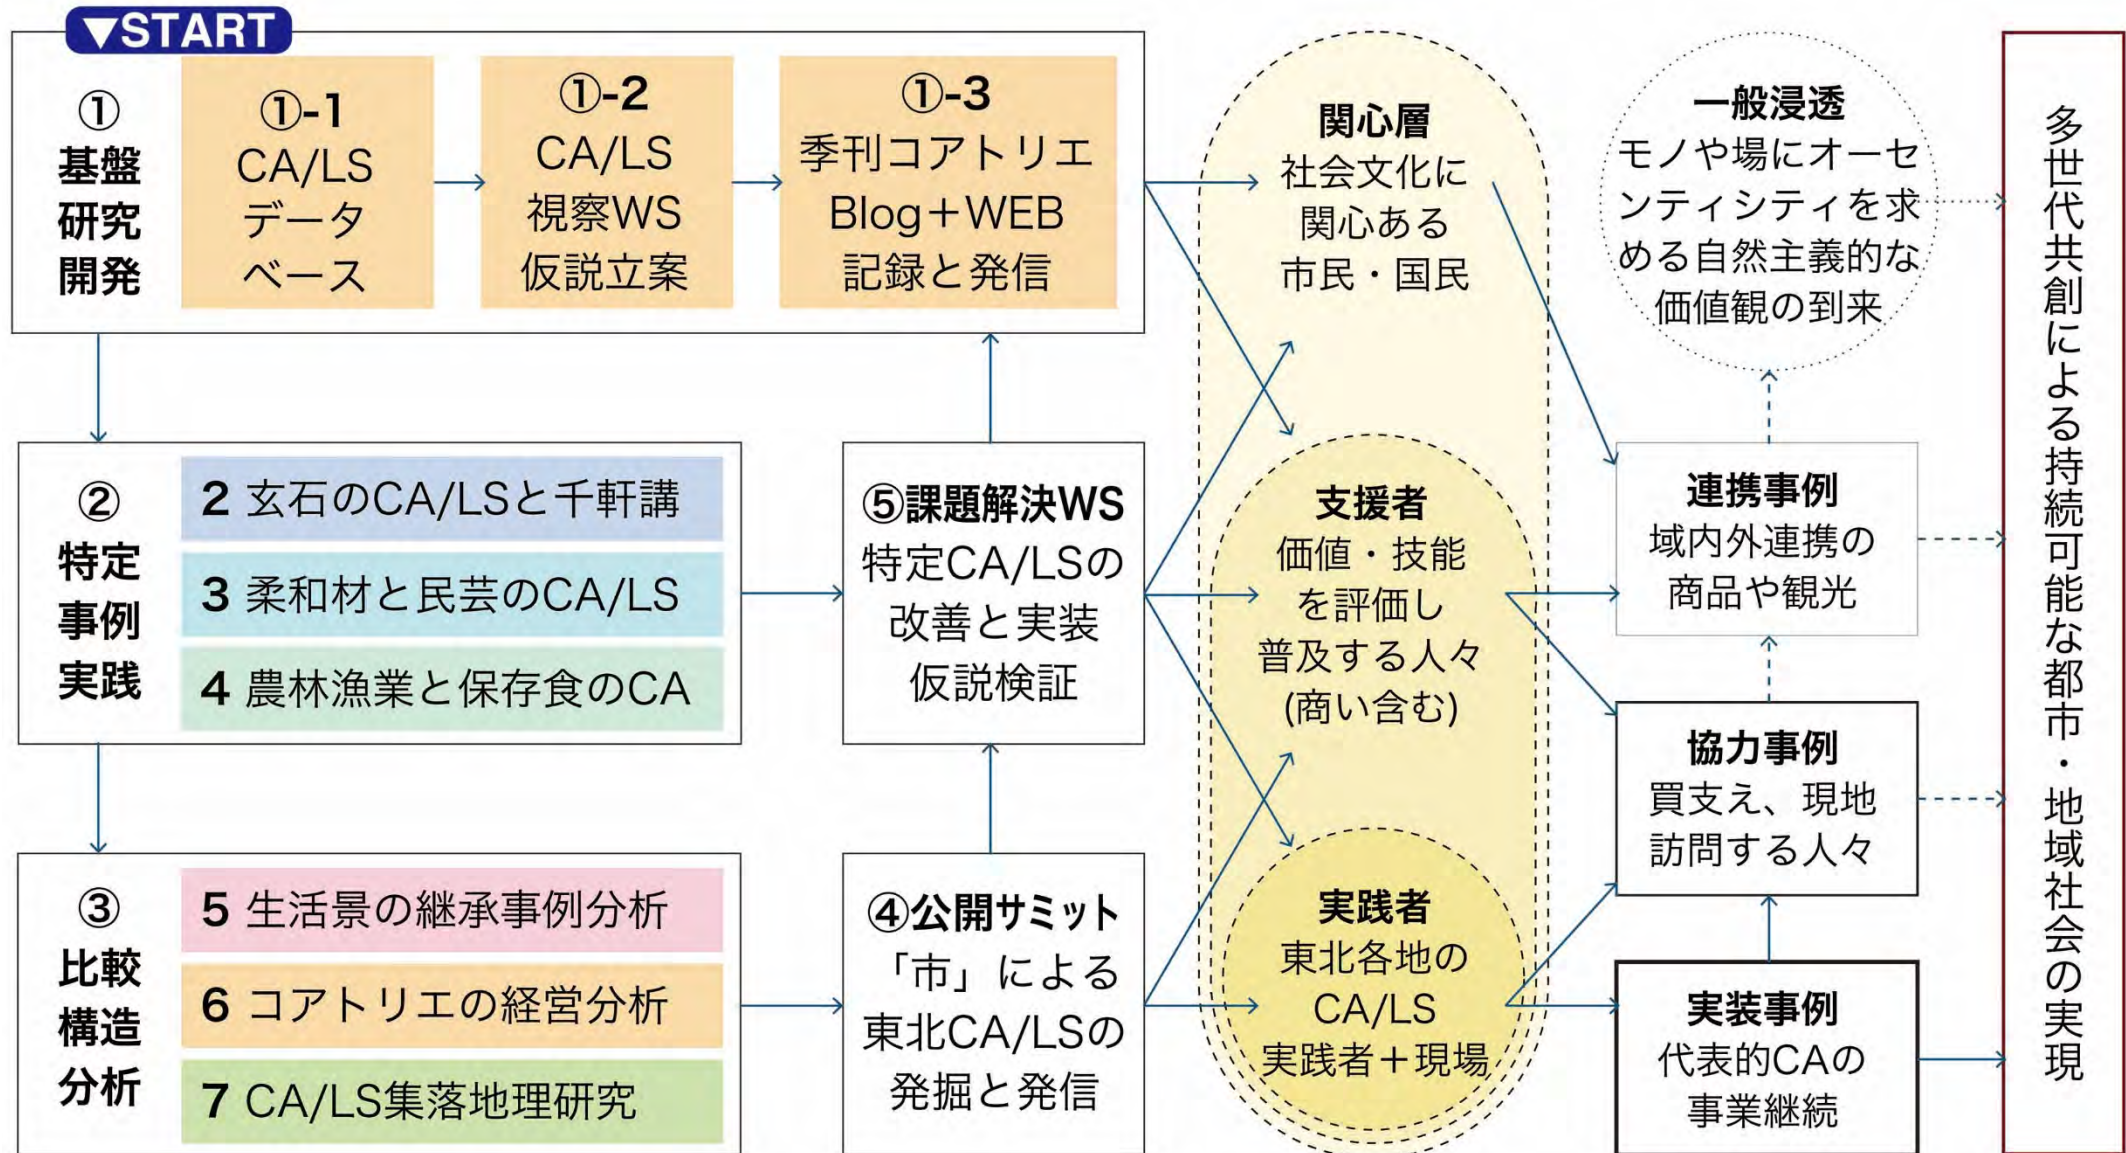 ▼START
①
基盤
研究
開発
①-1
CA/LS
データ
ベース
①-2
CA/LS
視察WS
仮説立案
①-3
季刊コアトリエ
Blog＋WEB
記録と発信
②
特定
事例
実践
2 玄石のCA/LSと千軒講
3 柔和材と民芸のCA/LS
4 農林漁業と保存食のCA
③
比較
構造
分析
5 生活景の継承事例分析
6 コアトリエの経営分析
7 CA/LS集落地理研究
⑤課題解決WS
特定CA/LSの
改善と実装
仮説検証
④公開サミット
「市」による
東北CA/LSの
発掘と発信
関心層
社会文化に
関心ある
市民・国民
支援者
価値・技能
を評価し
普及する人々
(商い含む)
実践者
東北各地の
CA/LS
実践者＋現場
一般浸透
モノや場にオーセ
ンティシティを求
める自然主義的な
価値観の到来
連携事例
域内外連携の
商品や観光
協力事例
買支え、現地
訪問する人々
実装事例
代表的CAの
事業継続
多世代共創による持続可能な都市・地域社会の実現